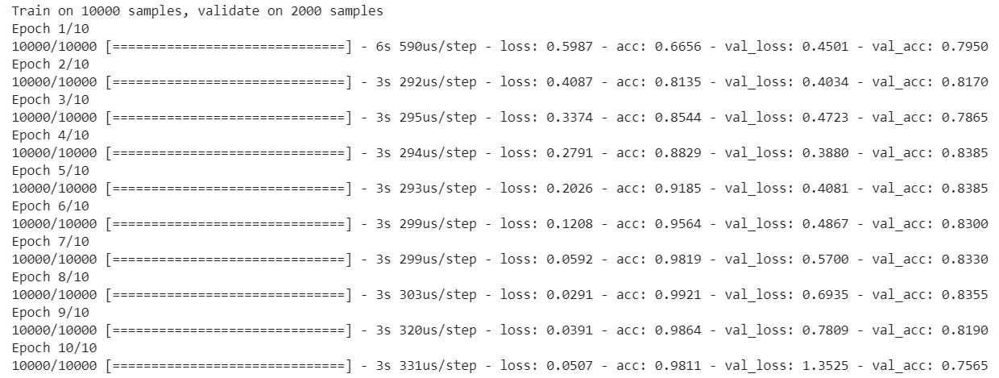 Train on 10000 samples, validate on 2000 samples
Epoch 1/10
10000/10000 [==============================] - 6s 590us/step - loss: 0.5987 - acc: 0.6656 - val_loss: 0.4501 - val_acc: 0.7950
Epoch 2/10
10000/10000 [==============================] - 3s 292us/step - loss: 0.4087 - acc: 0.8135 - val_loss: 0.4034 - val_acc: 0.8170
Epoch 3/10
10000/10000 [==============================] - 3s 295us/step - loss: 0.3374 - acc: 0.8544 - val_loss: 0.4723 - val_acc: 0.7865
Epoch 4/10
10000/10000 [==============================] - 3s 294us/step - loss: 0.2791 - acc: 0.8829 - val_loss: 0.3880 - val_acc: 0.8385
Epoch 5/10
10000/10000 [==============================] - 3s 293us/step - loss: 0.2026 - acc: 0.9185 - val_loss: 0.4081 - val_acc: 0.8385
Epoch 6/10
10000/10000 [==============================] - 3s 299us/step - loss: 0.1208 - acc: 0.9564 - val_loss: 0.4867 - val_acc: 0.8300
Epoch 7/10
10000/10000 [==============================] - 3s 299us/step - loss: 0.0592 - acc: 0.9819 - val_loss: 0.5700 - val_acc: 0.8330
Epoch 8/10
10000/10000 [==============================] - 3s 303us/step - loss: 0.0291 - acc: 0.9921 - val_loss: 0.6935 - val_acc: 0.8355
Epoch 9/10
10000/10000 [==============================] - 3s 320us/step - loss: 0.0391 - acc: 0.9864 - val_loss: 0.7809 - val_acc: 0.8190
Epoch 10/10
10000/10000 [==============================] - 3s 331us/step - loss: 0.0507 - acc: 0.9811 - val_loss: 1.3525 - val_acc: 0.7565